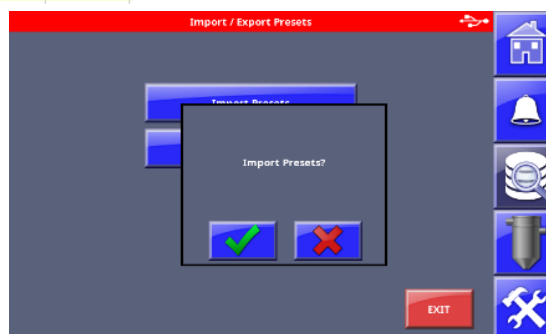 Import / Export Presets
Import Presets
Import Presets?
EXIT